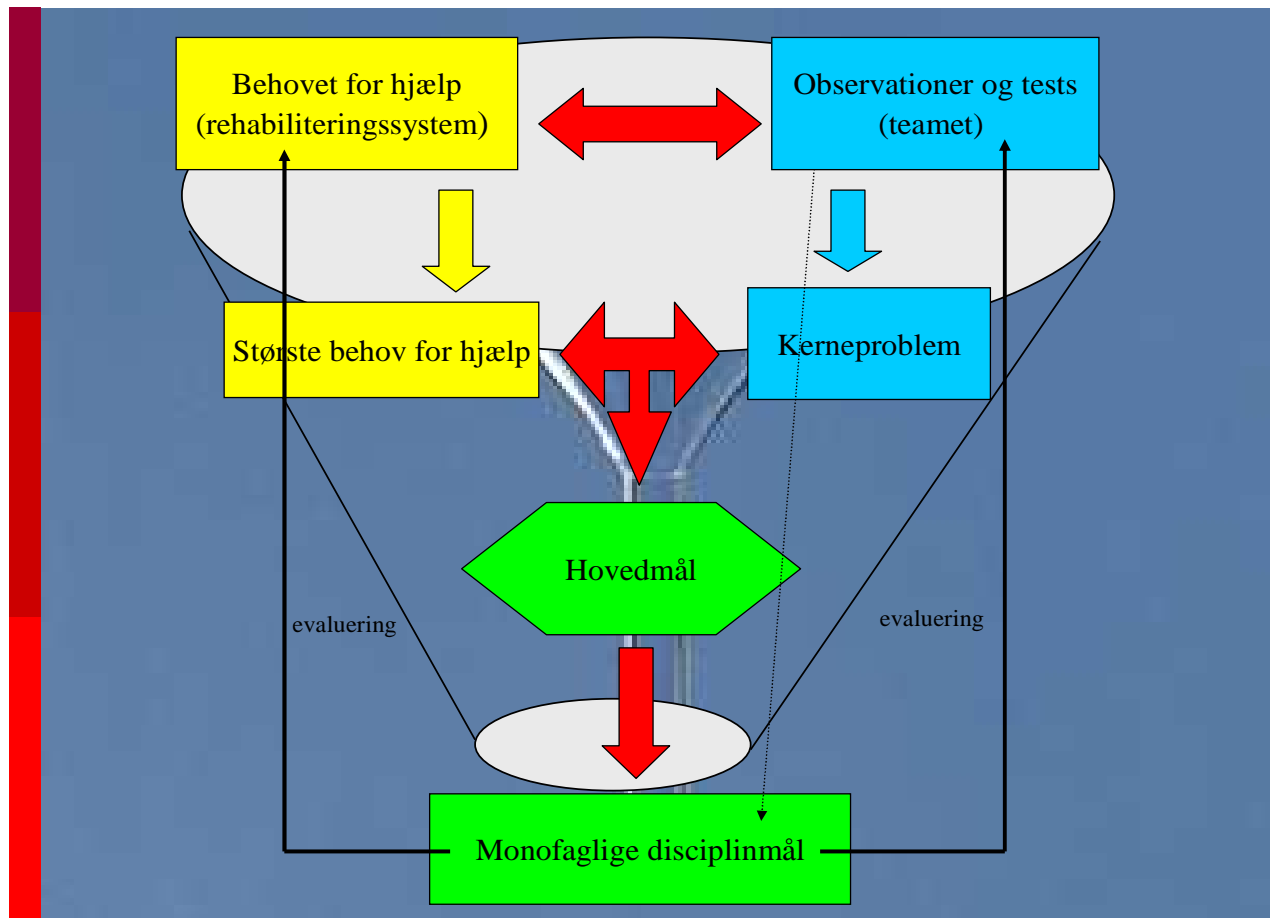 Behovet for hjælp
(rehabiliteringssystem)
Observationer og tests
(teamet)
Største behov for hjælp
Kerneproblem
Hovedmål
evaluering
evaluering
Monofaglige disciplinmål